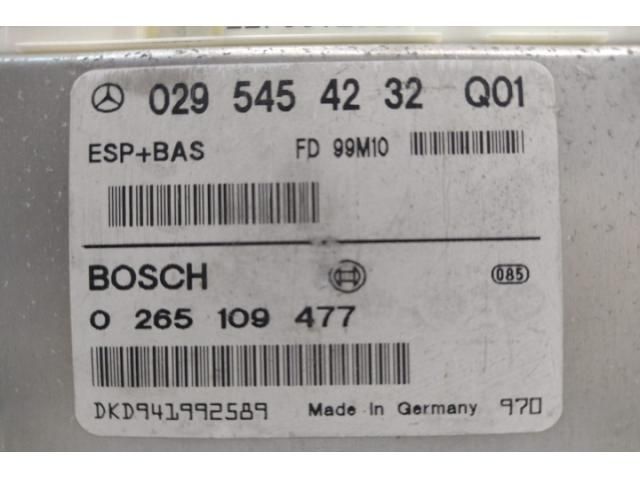 029 545 42 32 Q01
ESP+BAS FD 99M10
BOSCH 085
0 265 109 477
DKD941992589 Made in Germany 970